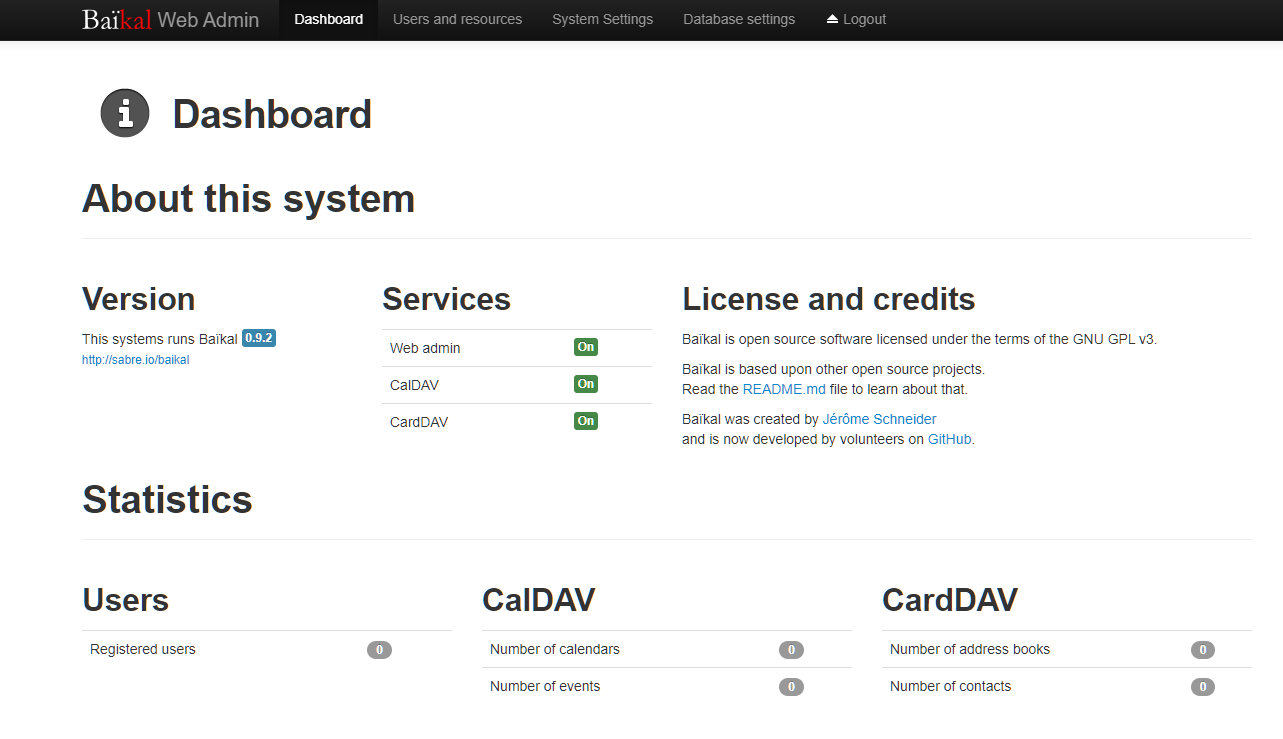 Baïkal Web Admin Dashboard Users and resources System Settings Database settings Logout
Dashboard
About this system
Version
This systems runs Baïkal 0.9.2
http://sabre.io/baikal
Services
Web admin On
CalDAV On
CardDAV On
License and credits
Baïkal is open source software licensed under the terms of the GNU GPL v3.
Baïkal is based upon other open source projects.
Read the README.md file to learn about that.
Baïkal was created by Jérôme Schneider
and is now developed by volunteers on GitHub.
Statistics
Users
Registered users 0
CalDAV
Number of calendars 0
Number of events 0
CardDAV
Number of address books 0
Number of contacts 0